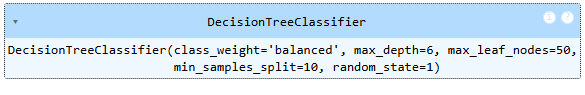 DecisionTreeClassifier
DecisionTreeClassifier(class_weight='balanced', max_depth=6, max_leaf_nodes=50,
min_samples_split=10, random_state=1)